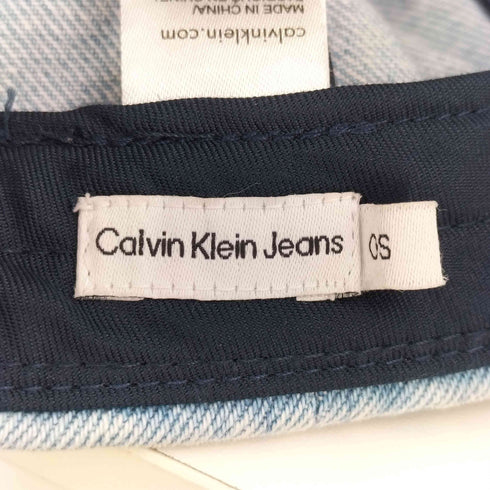 calvinklein.com
MADE IN CHINA/
Calvin Klein Jeans
OS